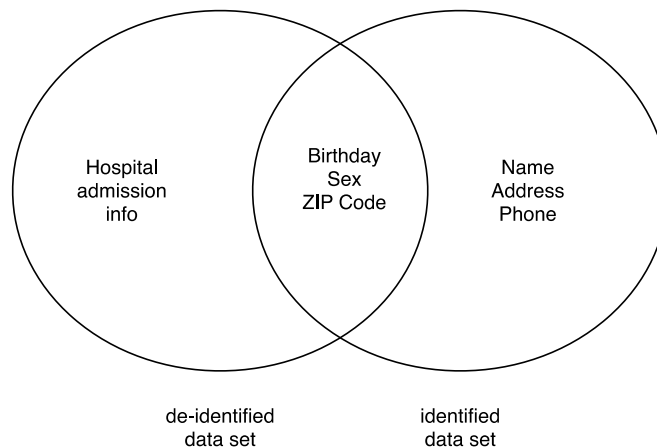 Hospital
admission
info
Birthday
Sex
ZIP Code
Name
Address
Phone
de-identified
data set
identified
data set